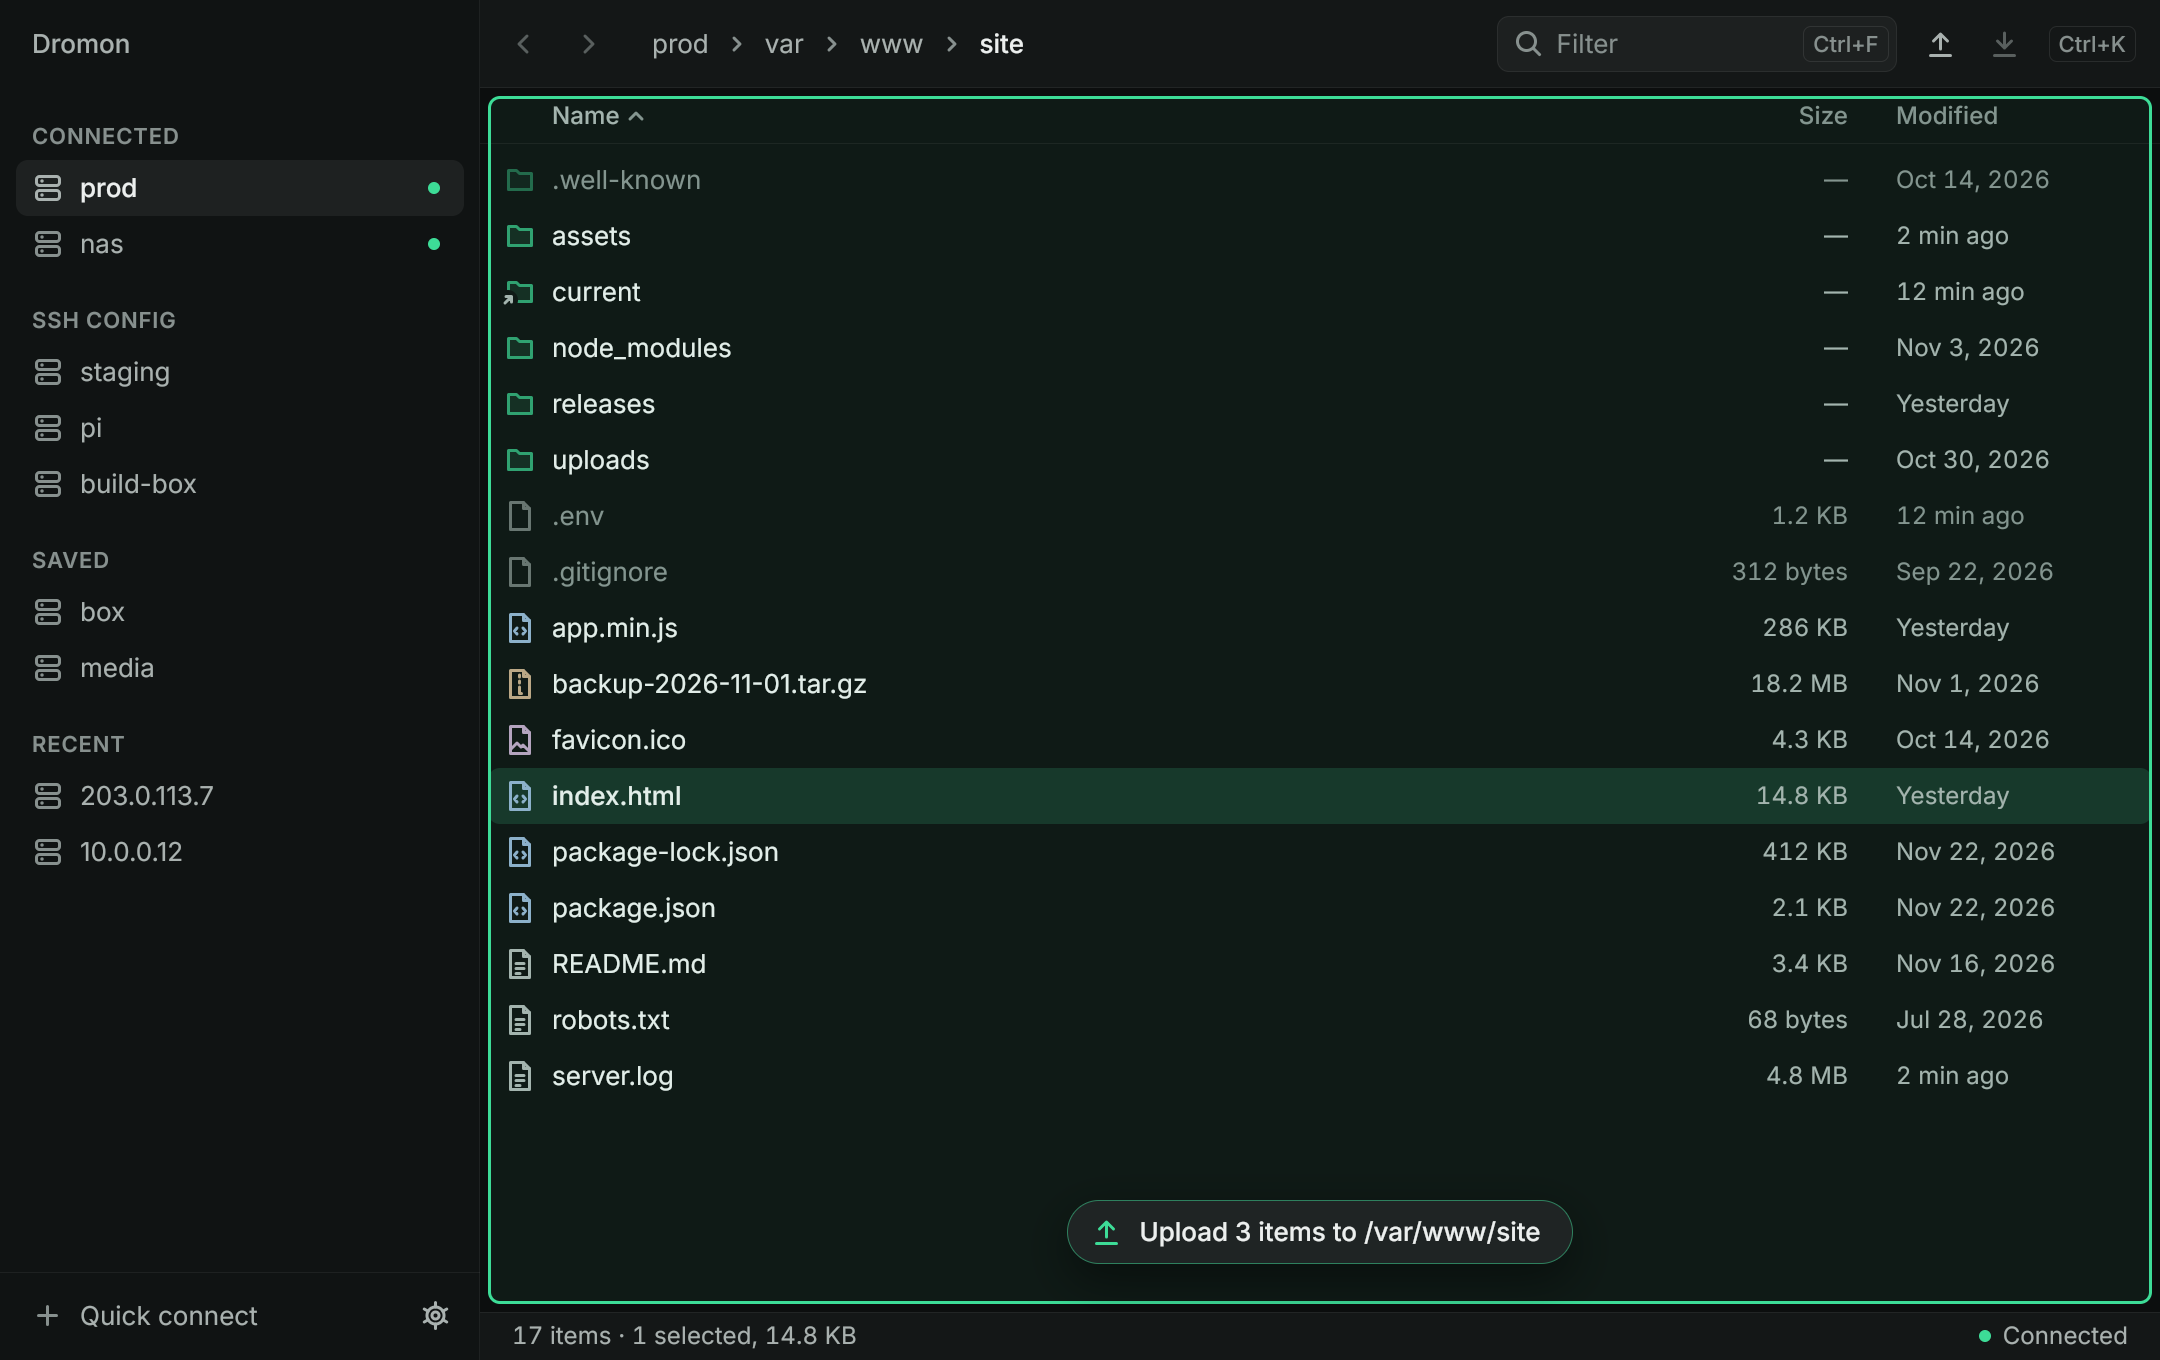 Dromon
CONNECTED
prod
nas
SSH CONFIG
staging
pi
build-box
SAVED
box
media
RECENT
203.0.113.7
10.0.0.12
Quick connect
prod > var > www > site
Filter Ctrl+F
Ctrl+K
Name Size Modified
.well-known — Oct 14, 2026
assets — 2 min ago
current — 12 min ago
node_modules — Nov 3, 2026
releases — Yesterday
uploads — Oct 30, 2026
.env 1.2 KB 12 min ago
.gitignore 312 bytes Sep 22, 2026
app.min.js 286 KB Yesterday
backup-2026-11-01.tar.gz 18.2 MB Nov 1, 2026
favicon.ico 4.3 KB Oct 14, 2026
index.html 14.8 KB Yesterday
package-lock.json 412 KB Nov 22, 2026
package.json 2.1 KB Nov 22, 2026
README.md 3.4 KB Nov 16, 2026
robots.txt 68 bytes Jul 28, 2026
server.log 4.8 MB 2 min ago
Upload 3 items to /var/www/site
17 items · 1 selected, 14.8 KB
Connected